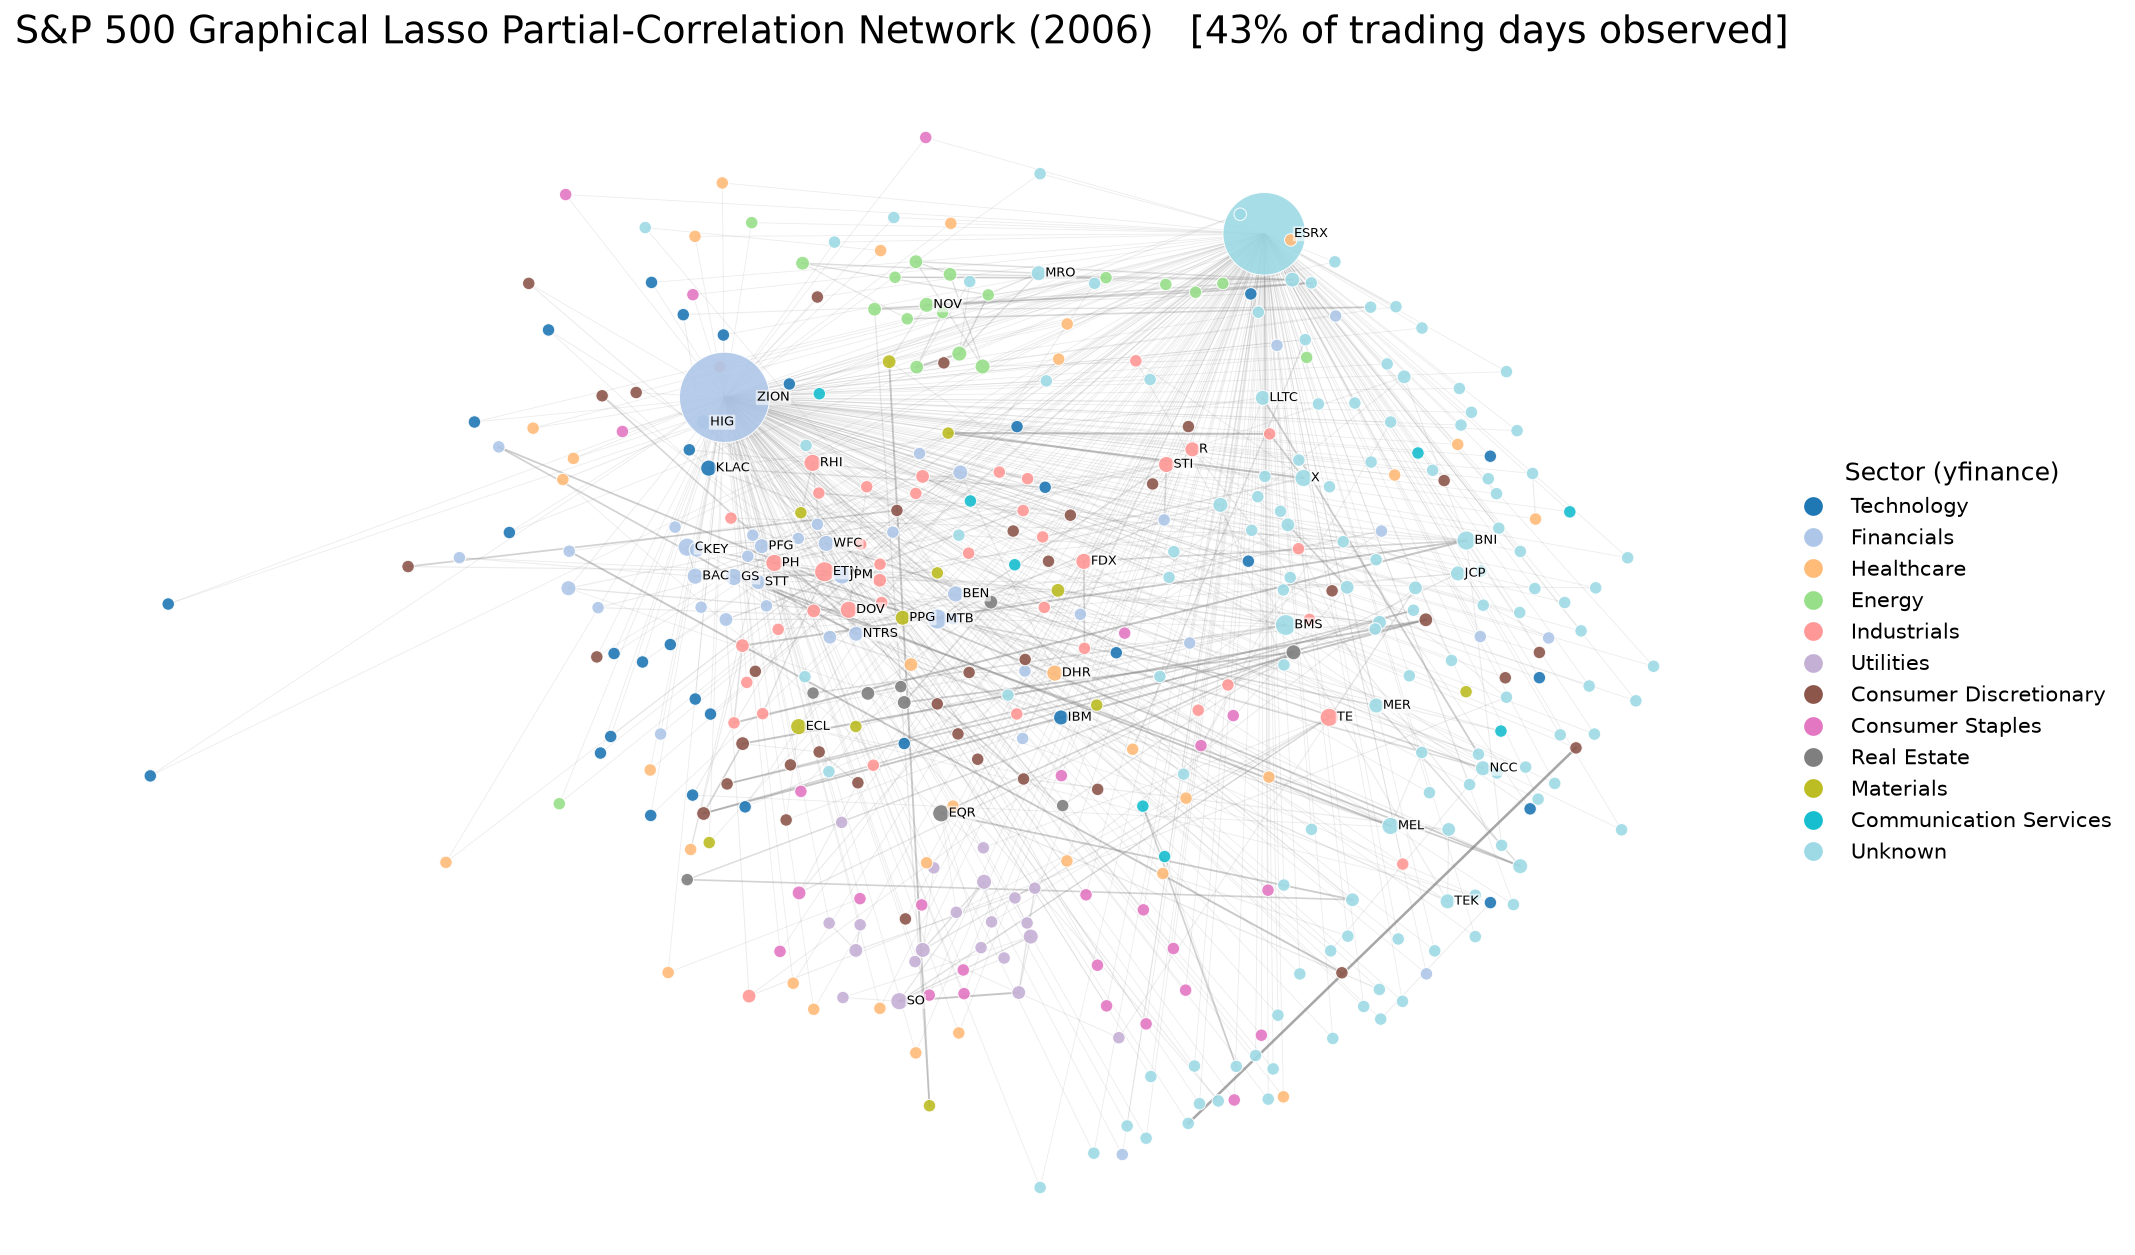 S&P 500 Graphical Lasso Partial-Correlation Network (2006)   [43% of trading days observed]
ESRX
MRO
NOV
ZION
LLTC
HIG
R
RHI
STI
KLAC
X
BNI
WFC
PFG
C
KEY
FDX
PH
ETN
JPM
JCP
BAC
GS
STT
BEN
DOV
PPG
MTB
BMS
NTRS
DHR
MER
IBM
TE
ECL
NCC
EQR
MEL
TEK
SO
Sector (yfinance)
Technology
Financials
Healthcare
Energy
Industrials
Utilities
Consumer Discretionary
Consumer Staples
Real Estate
Materials
Communication Services
Unknown